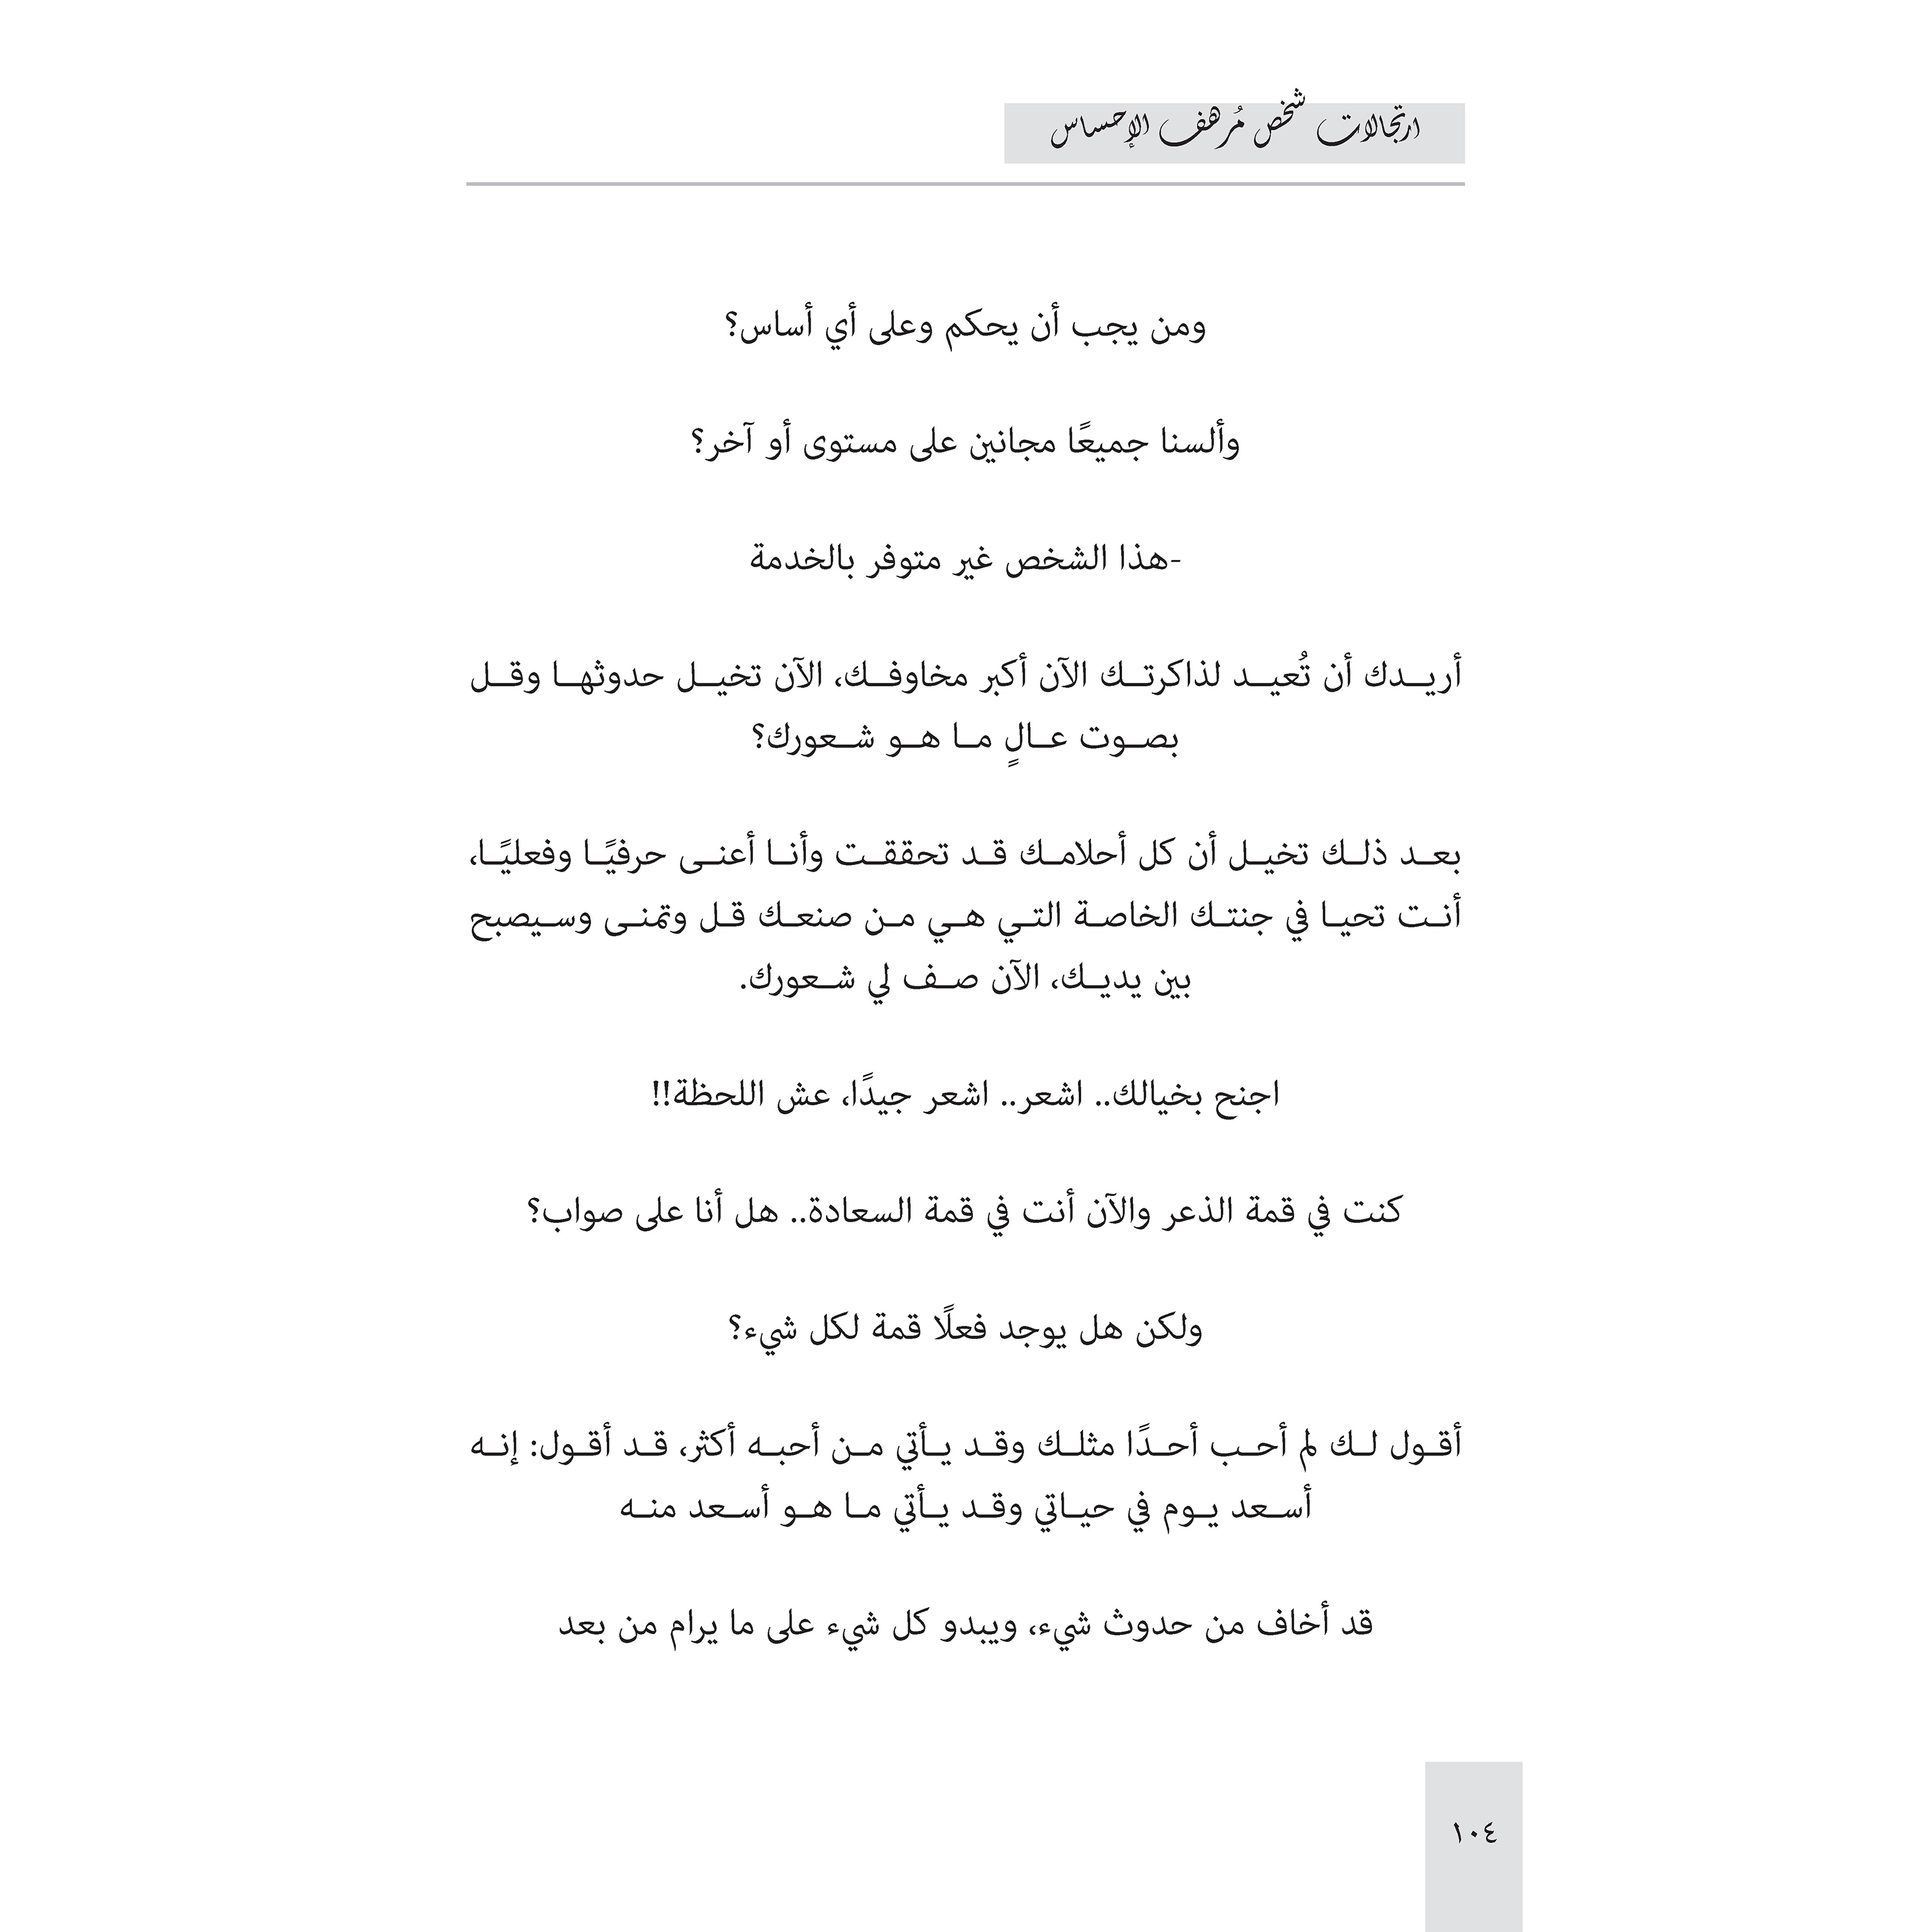 ارتجالات شخص مُرهف الإحساس
ومن يجب أن يحكم وعلى أي أساس؟
وألسنا جميعًا مجانين على مستوى أو آخر؟
-هذا الشخص غير متوفر بالخدمة
أريدك أن تُعيد لذاكرتك الآن أكبر مخاوفك، الآن تخيل حدوثها وقل
بصوت عالٍ ما هو شعورك؟
بعد ذلك تخيل أن كل أحلامك قد تحققت وأنا أعنى حرفيًا وفعليًا،
أنت تحيا في جنتك الخاصة التي هي من صنعك قل وتمنى وسيصبح
بين يديك، الآن صف لي شعورك.
اجنح بخيالك.. اشعر.. اشعر جيدًا، عش اللحظة!!
كنت في قمة الذعر والآن أنت في قمة السعادة.. هل أنا على صواب؟
ولكن هل يوجد فعلًا قمة لكل شيء؟
أقول لك لم أحب أحدًا مثلك وقد يأتي من أحبه أكثر، قد أقول: إنه
أسعد يوم في حياتي وقد يأتي ما هو أسعد منه
قد أخاف من حدوث شيء، ويبدو كل شيء على ما يرام من بعد
١٠٤